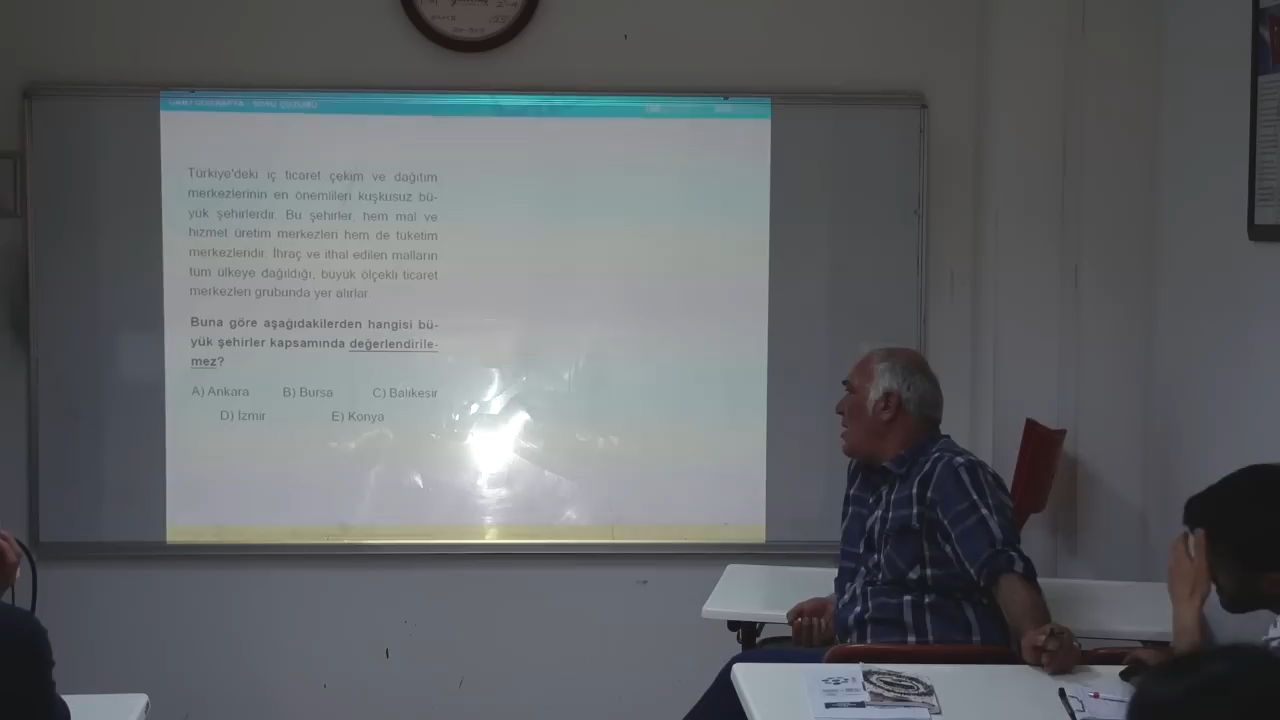 Türkiye'deki iç ticaret çekim ve dağıtım
merkezlerinin en önemlileri kuşkusuz bü-
yük şehirlerdir. Bu şehirler, hem mal ve
hizmet üretim merkezleri hem de tüketim
merkezleridir. İhraç ve ithal edilen malların
tüm ülkeye dağıldığı, büyük ölçekli ticaret
merkezleri grubunda yer alırlar.
Buna göre aşağıdakilerden hangisi bü-
yük şehirler kapsamında değerlendirile-
mez?
A) Ankara B) Bursa C) Balıkesir
D) İzmir E) Konya